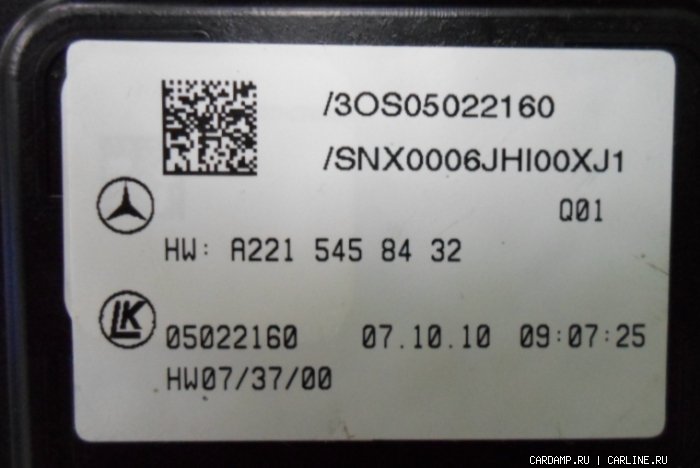 /3OS05022160
/SNX0006JHI00XJ1
Q01
HW: A221 545 84 32
LK
05022160 07.10.10 09:07:25
HW07/37/00
CARDAMP.RU | CARLINE.RU